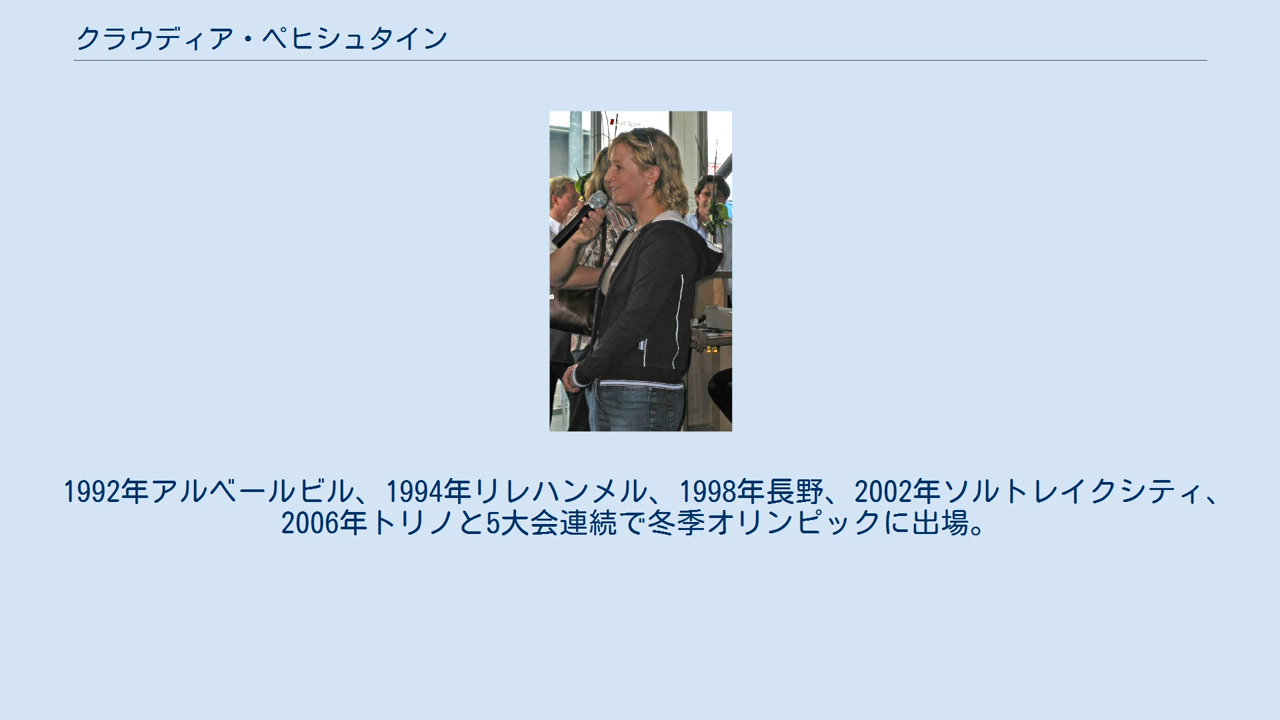 クラウディア・ペヒシュタイン
1992年アルベールビル、1994年リレハンメル、1998年長野、2002年ソルトレイクシティ、
2006年トリノと5大会連続で冬季オリンピックに出場。